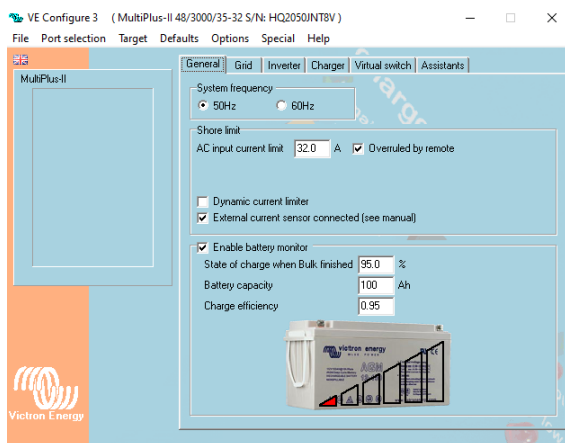 VE Configure 3 ( MultiPlus-II 48/3000/35-32 S/N: HQ2050JNT8V )
File Port selection Target Defaults Options Special Help
MultiPlus-II
General Grid Inverter Charger Virtual switch Assistants
System frequency
50Hz 60Hz
Shore limit
AC input current limit 32.0 A Overruled by remote
Dynamic current limiter
External current sensor connected (see manual)
Enable battery monitor
State of charge when Bulk finished 95.0 %
Battery capacity 100 Ah
Charge efficiency 0.95
victron energy
BLUE POWER
AGM
Victron Energy